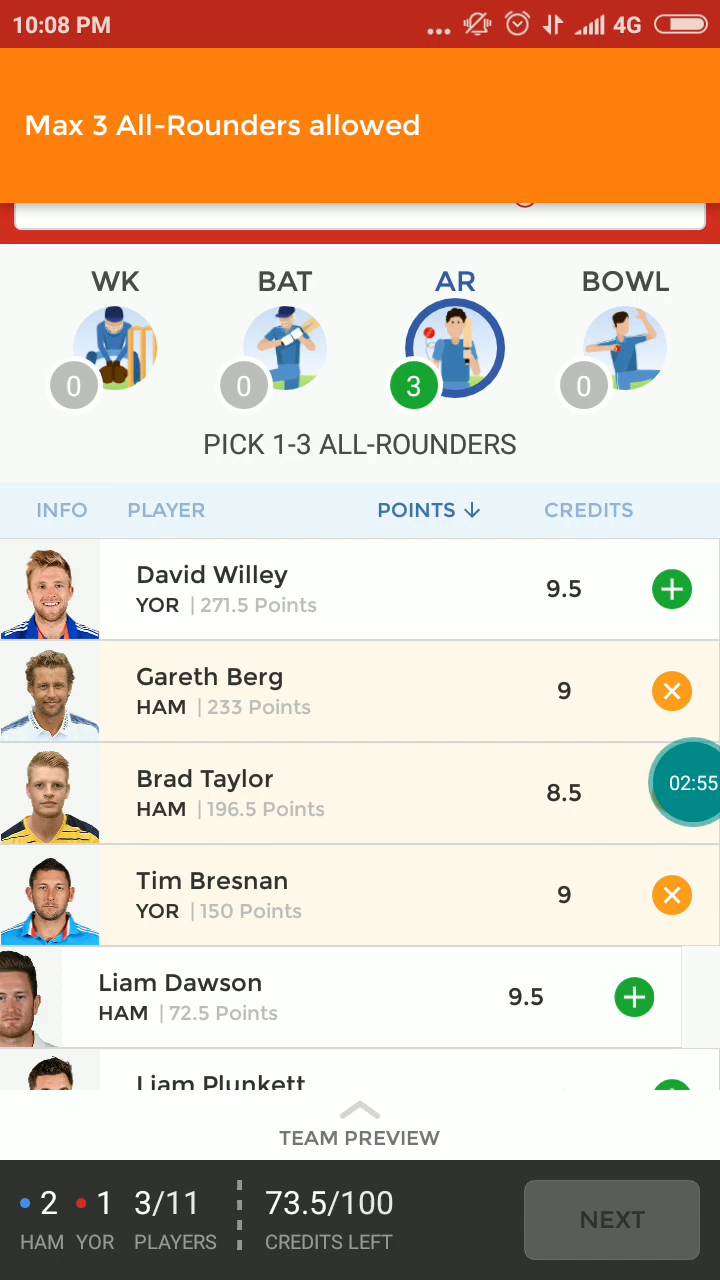 10:08 PM ... 4G
Max 3 All-Rounders allowed
WK BAT AR BOWL
0 0 3 0
PICK 1-3 ALL-ROUNDERS
INFO PLAYER POINTS CREDITS
David Willey
YOR | 271.5 Points
9.5
Gareth Berg
HAM | 233 Points
9
Brad Taylor
HAM | 196.5 Points
8.5
02:55
Tim Bresnan
YOR | 150 Points
9
Liam Dawson
HAM | 72.5 Points
9.5
Liam Plunkett
TEAM PREVIEW
2 1 3/11 73.5/100
HAM YOR PLAYERS CREDITS LEFT
NEXT